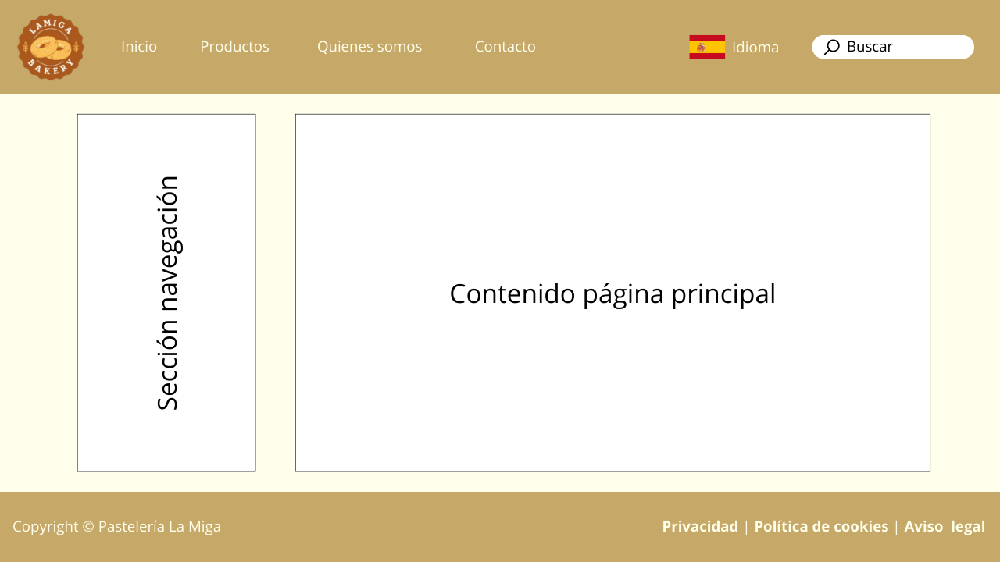 LAMIGA
BAKERY
Inicio
Productos
Quienes somos
Contacto
Idioma
Buscar
Sección navegación
Contenido página principal
Copyright © Pastelería La Miga
Privacidad | Política de cookies | Aviso  legal